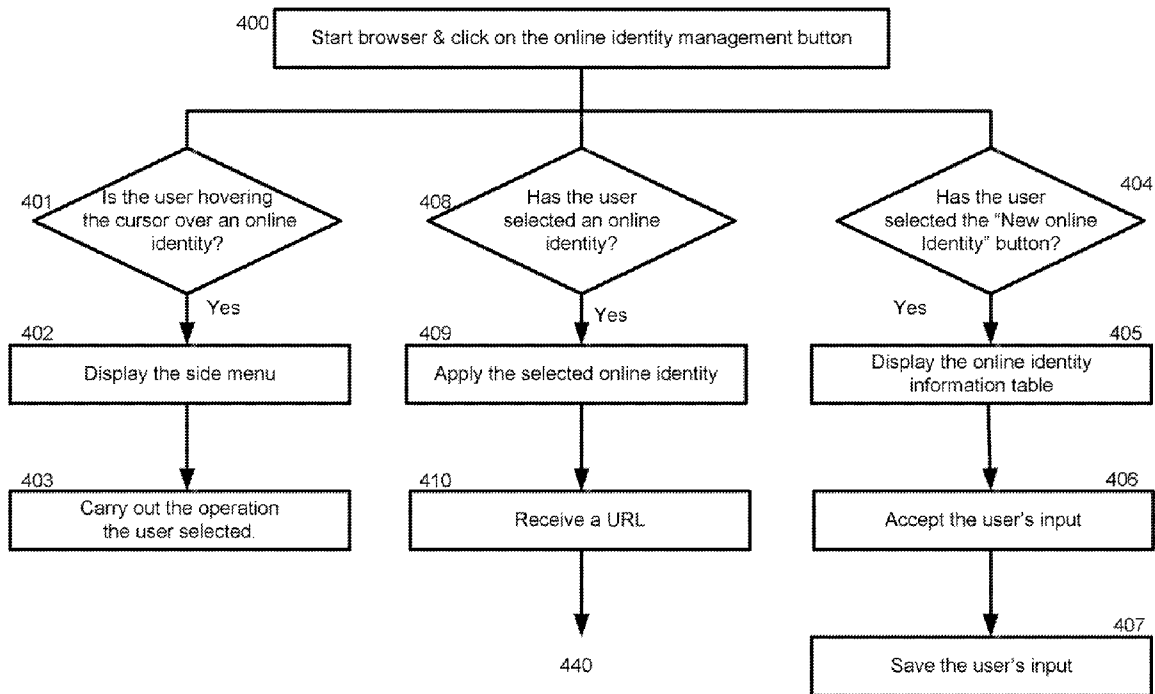 400
Start browser & click on the online identity management button
401
Is the user hovering
the cursor over an online
identity?
Yes
402
Display the side menu
403
Carry out the operation
the user selected.
408
Has the user
selected an online
identity?
Yes
409
Apply the selected online identity
410
Receive a URL
440
404
Has the user
selected the “New online
Identity” button?
Yes
405
Display the online identity
information table
406
Accept the user’s input
407
Save the user’s input